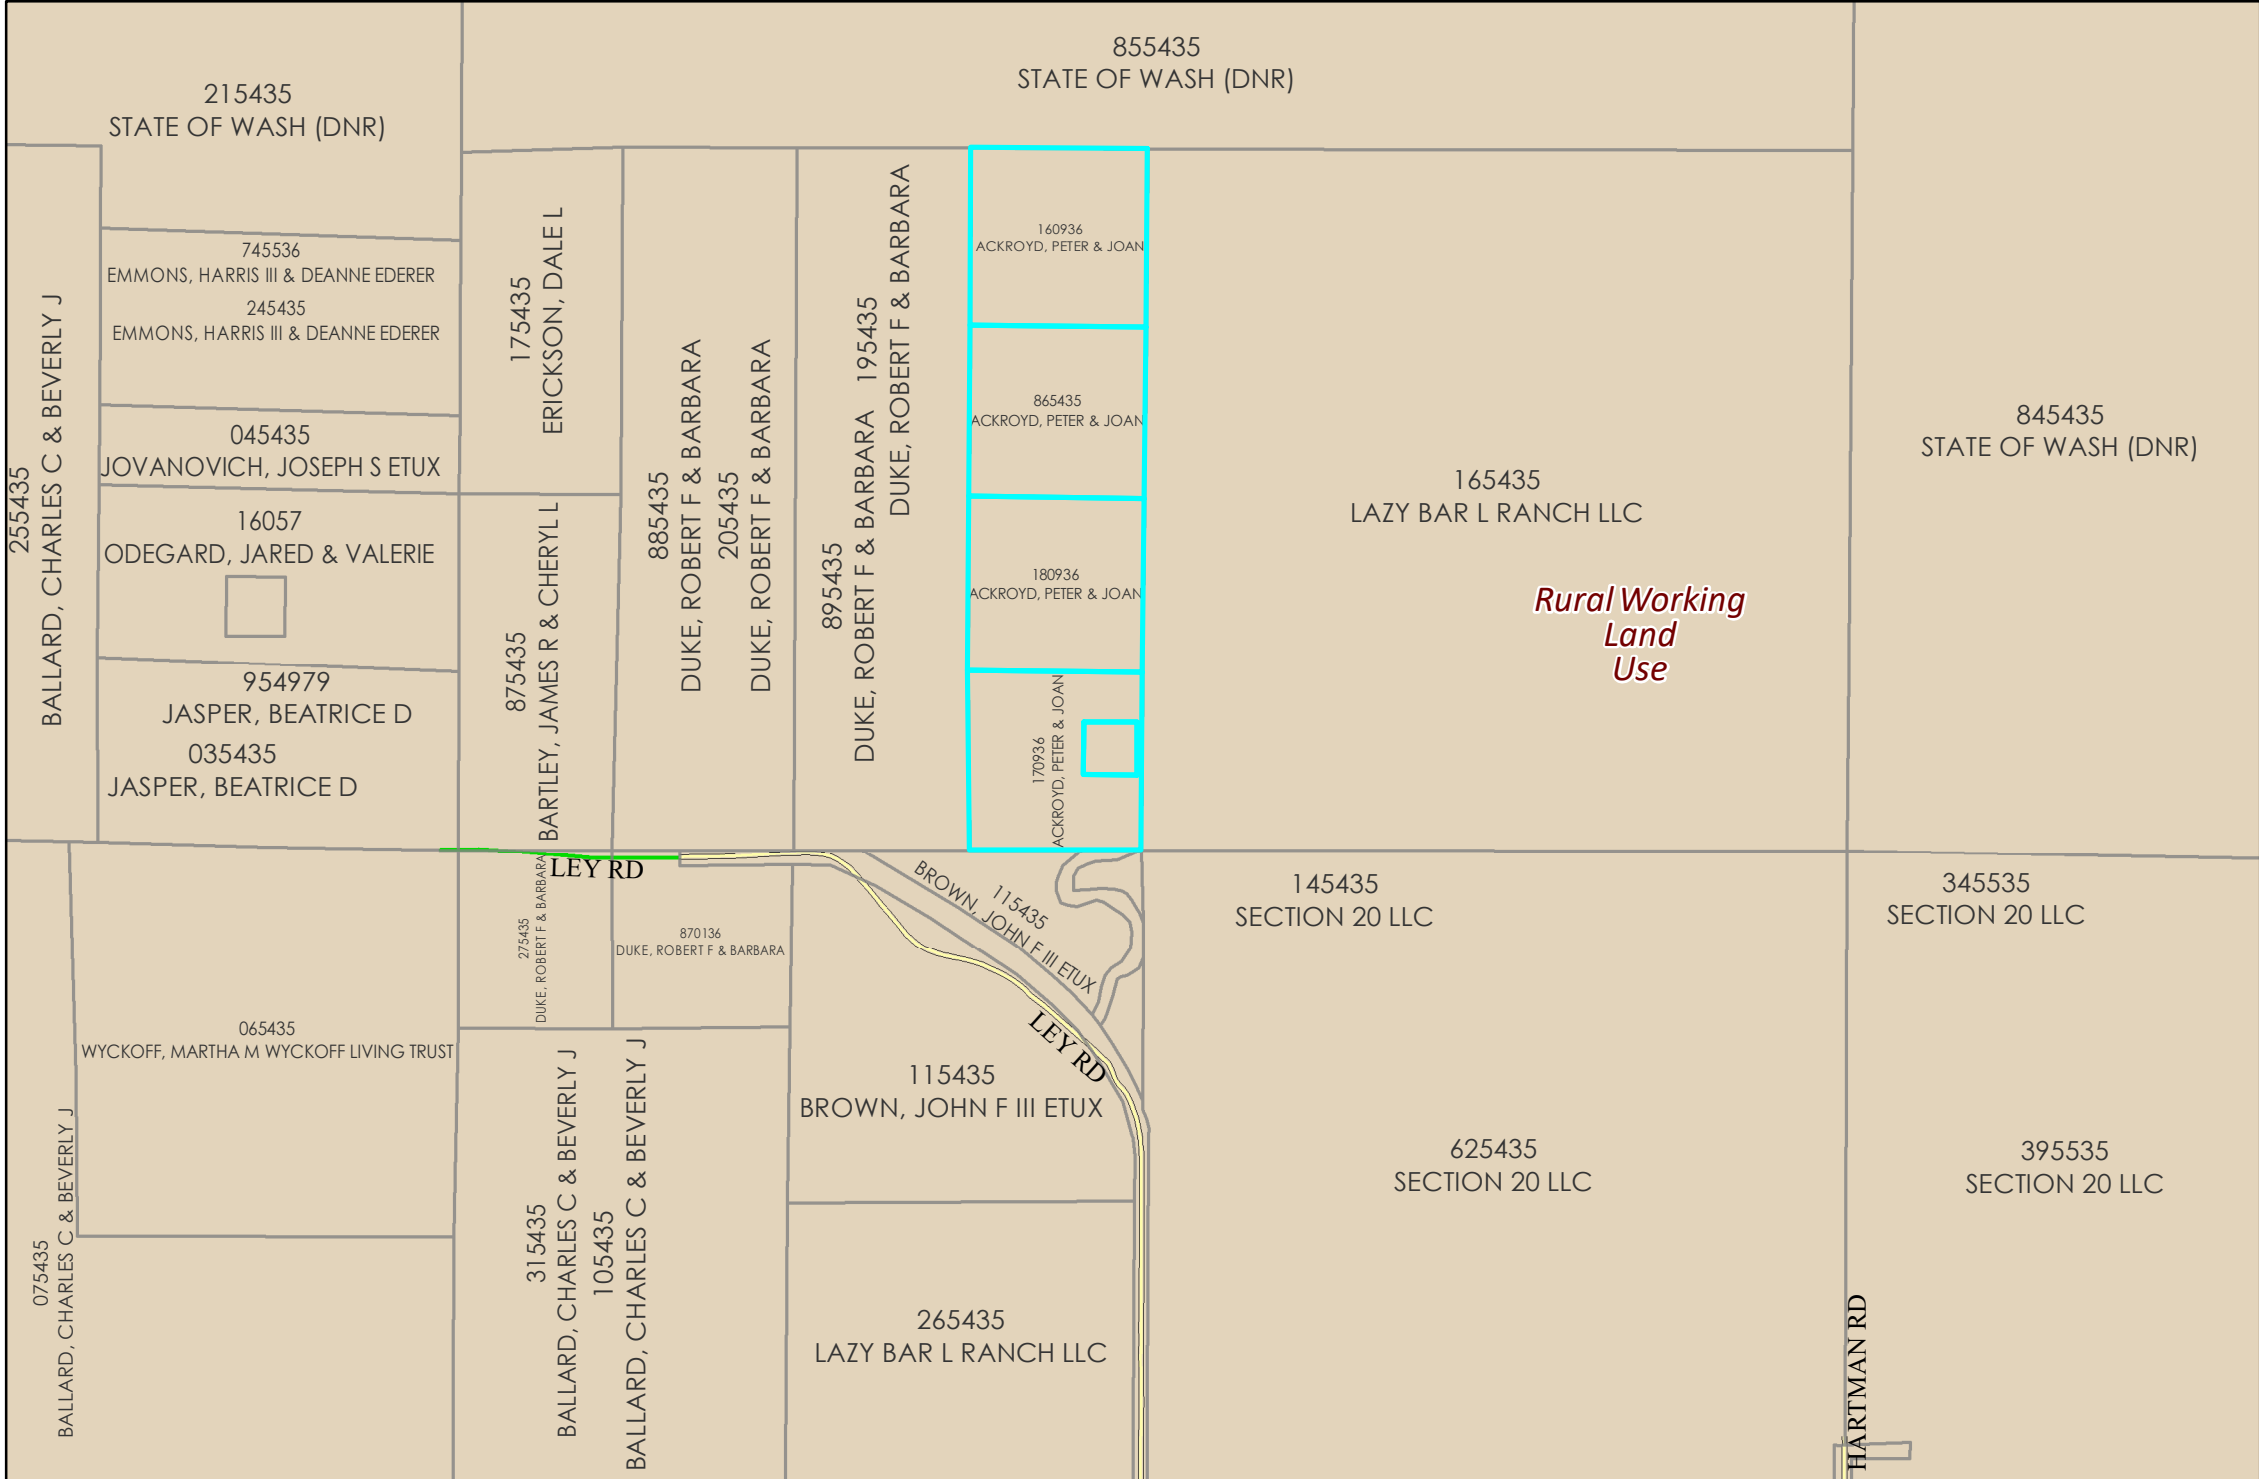 855435
STATE OF WASH (DNR)
215435
STATE OF WASH (DNR)
745536
EMMONS, HARRIS III & DEANNE EDERER
245435
EMMONS, HARRIS III & DEANNE EDERER
045435
JOVANOVICH, JOSEPH S ETUX
16057
ODEGARD, JARED & VALERIE
954979
JASPER, BEATRICE D
035435
JASPER, BEATRICE D
255435
BALLARD, CHARLES C & BEVERLY J
175435
ERICKSON, DALE L
875435
BARTLEY, JAMES R & CHERYL L
885435
DUKE, ROBERT F & BARBARA
205435
DUKE, ROBERT F & BARBARA
895435
DUKE, ROBERT F & BARBARA
195435
DUKE, ROBERT F & BARBARA
160936
ACKROYD, PETER & JOAN
865435
ACKROYD, PETER & JOAN
180936
ACKROYD, PETER & JOAN
170936
ACKROYD, PETER & JOAN
165435
LAZY BAR L RANCH LLC
Rural Working
Land
Use
845435
STATE OF WASH (DNR)
LEY RD
275435
DUKE, ROBERT F & BARBARA
870136
DUKE, ROBERT F & BARBARA
115435
BROWN, JOHN F III ETUX
LEY RD
145435
SECTION 20 LLC
345535
SECTION 20 LLC
065435
WYCKOFF, MARTHA M WYCKOFF LIVING TRUST
115435
BROWN, JOHN F III ETUX
625435
SECTION 20 LLC
395535
SECTION 20 LLC
075435
BALLARD, CHARLES C & BEVERLY J
315435
BALLARD, CHARLES C & BEVERLY J
105435
BALLARD, CHARLES C & BEVERLY J
265435
LAZY BAR L RANCH LLC
HARTMAN RD